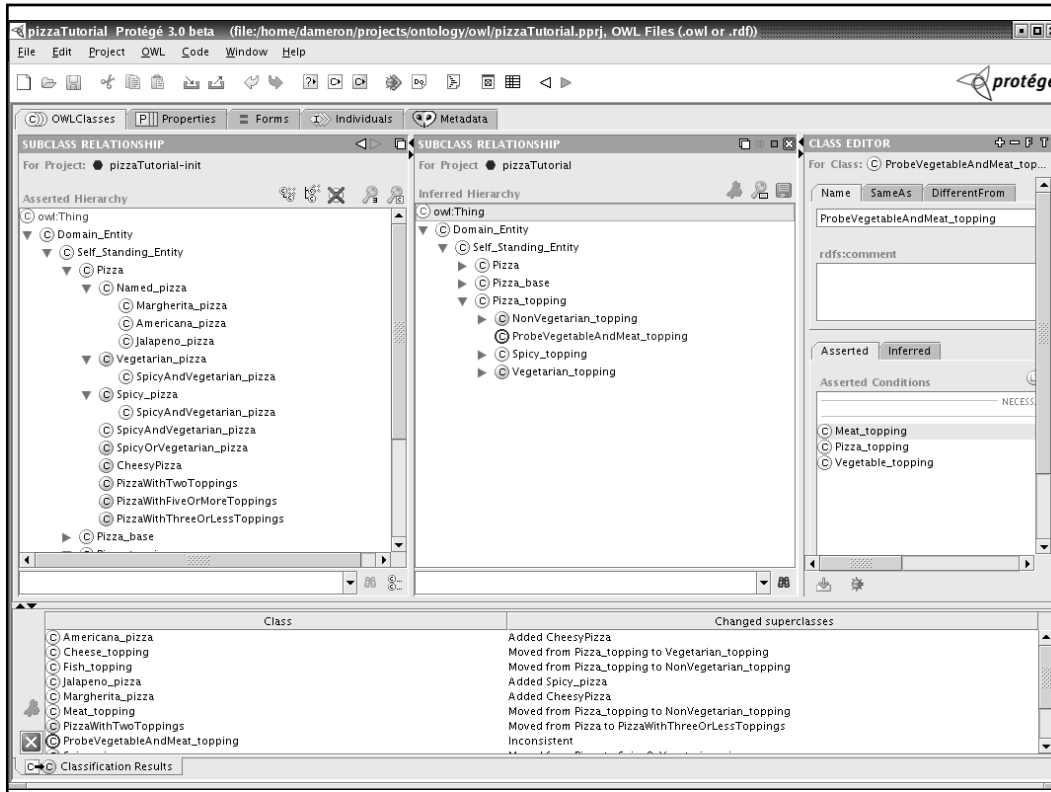 pizzaTutorial Protégé 3.0 beta (file:/home/dameron/projects/ontology/owl/pizzaTutorial.pprj, OWL Files (.owl or .rdf))
File Edit Project OWL Code Window Help
protégé
OWLClasses Properties Forms Individuals Metadata
SUBCLASS RELATIONSHIP
For Project: pizzaTutorial-init
Asserted Hierarchy
owl:Thing
Domain_Entity
Self_Standing_Entity
Pizza
Named_pizza
Margherita_pizza
Americana_pizza
Jalapeno_pizza
Vegetarian_pizza
SpicyAndVegetarian_pizza
Spicy_pizza
SpicyAndVegetarian_pizza
SpicyAndVegetarian_pizza
SpicyOrVegetarian_pizza
CheesyPizza
PizzaWithTwoToppings
PizzaWithFiveOrMoreToppings
PizzaWithThreeOrLessToppings
Pizza_base
SUBCLASS RELATIONSHIP
For Project pizzaTutorial
Inferred Hierarchy
owl:Thing
Domain_Entity
Self_Standing_Entity
Pizza
Pizza_base
Pizza_topping
NonVegetarian_topping
ProbeVegetableAndMeat_topping
Spicy_topping
Vegetarian_topping
CLASS EDITOR
For Class: ProbeVegetableAndMeat_top...
Name SameAs DifferentFrom
ProbeVegetableAndMeat_topping
rdfs:comment
Asserted Inferred
Asserted Conditions
NECESS
Meat_topping
Pizza_topping
Vegetable_topping
Class Changed superclasses
Americana_pizza Added CheesyPizza
Cheese_topping Moved from Pizza_topping to Vegetarian_topping
Fish_topping Moved from Pizza_topping to NonVegetarian_topping
Jalapeno_pizza Added Spicy_pizza
Margherita_pizza Added CheesyPizza
Meat_topping Moved from Pizza_topping to NonVegetarian_topping
PizzaWithTwoToppings Moved from Pizza to PizzaWithThreeOrLessToppings
ProbeVegetableAndMeat_topping Inconsistent
Classification Results